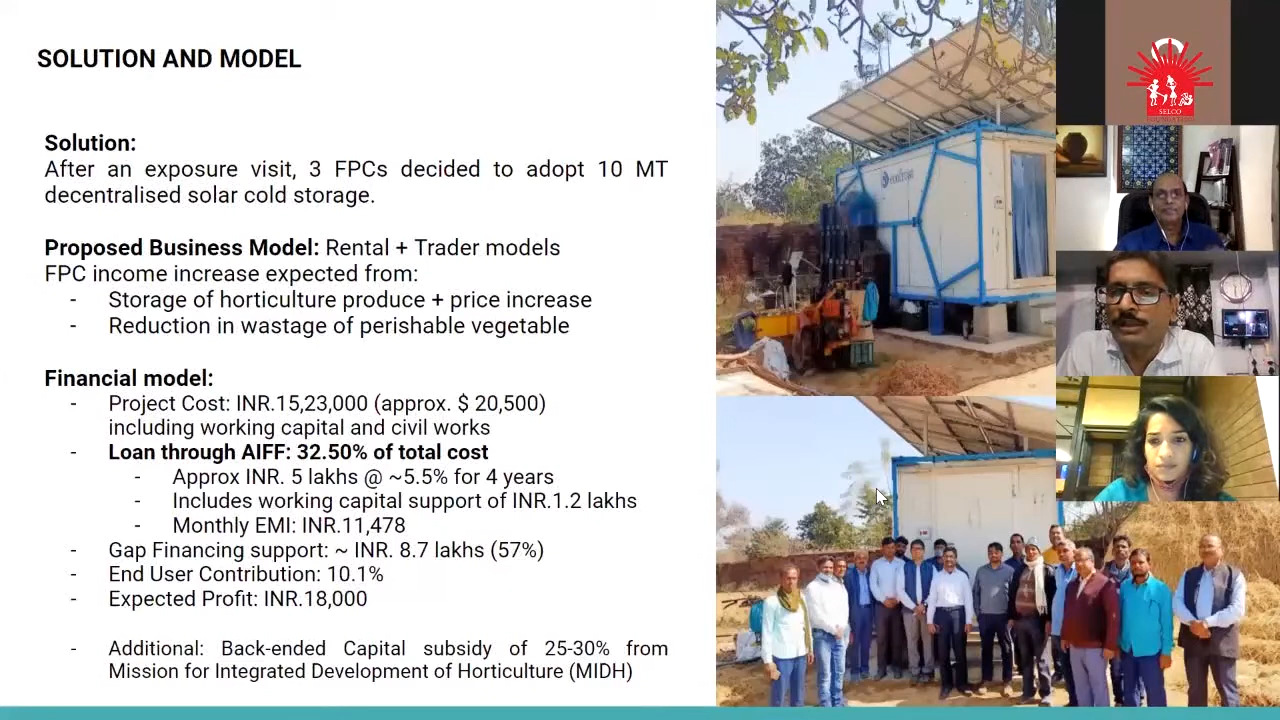 SOLUTION AND MODEL
Solution:
After an exposure visit, 3 FPCs decided to adopt 10 MT
decentralised solar cold storage.
Proposed Business Model: Rental + Trader models
FPC income increase expected from:
- Storage of horticulture produce + price increase
- Reduction in wastage of perishable vegetable
Financial model:
- Project Cost: INR.15,23,000 (approx. $ 20,500)
including working capital and civil works
- Loan through AIFF: 32.50% of total cost
- Approx INR. 5 lakhs @ ~5.5% for 4 years
- Includes working capital support of INR.1.2 lakhs
- Monthly EMI: INR.11,478
- Gap Financing support: ~ INR. 8.7 lakhs (57%)
- End User Contribution: 10.1%
- Expected Profit: INR.18,000
- Additional: Back-ended Capital subsidy of 25-30% from
Mission for Integrated Development of Horticulture (MIDH)
SELCO
FOUNDATION